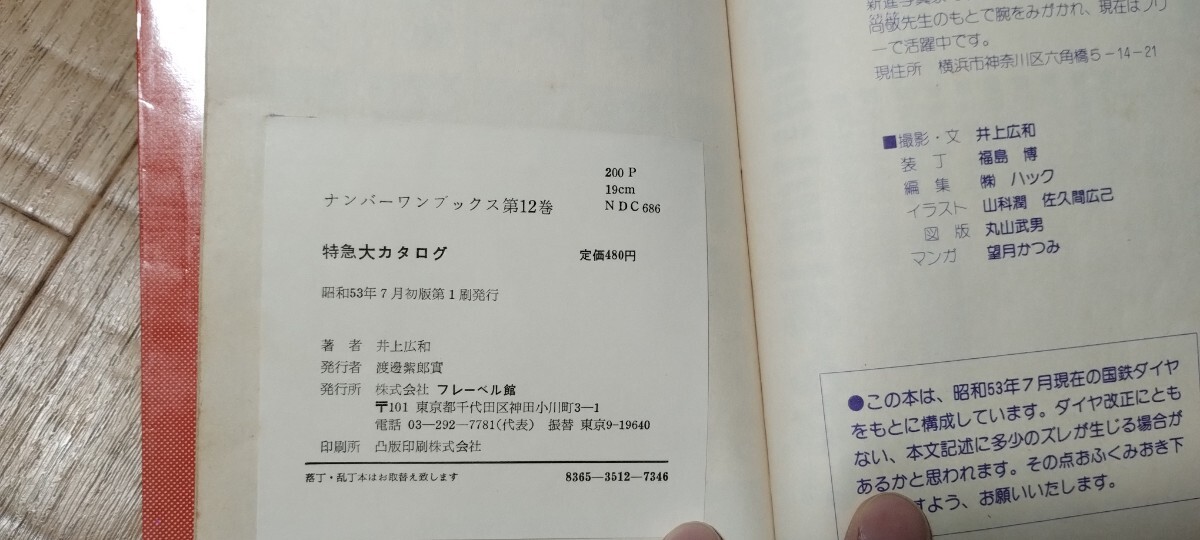 200 P
19cm
NDC686
ナンバーワンブックス第12巻
特急大カタログ 定価480円
昭和53年7月初版第1刷発行
著者 井上広和
発行者 渡邊紫郎實
発行所 株式会社 フレーベル館
〒101 東京都千代田区神田小川町3—1
電話 03—292—7781(代表) 振替 東京9-19640
印刷所 凸版印刷株式会社
落丁・乱丁本はお取替え致します 8365—3512—7346
尚敏先生のもとで腕をみがかれ、現在はフリ
ーで活躍中です。
現住所 横浜市神奈川区六角橋5−14−21
■撮影・文 井上広和
装丁 福島 博
編集 ㈱ ハック
イラスト 山科潤 佐久間広己
図版 丸山武男
マンガ 望月かつみ
●この本は、昭和53年7月現在の国鉄ダイヤ
をもとに構成しています。ダイヤ改正にとも
ない、本文記述に多少のズレが生じる場合が
あるかと思われます。その点おふくみおき下
すよう、お願いいたします。